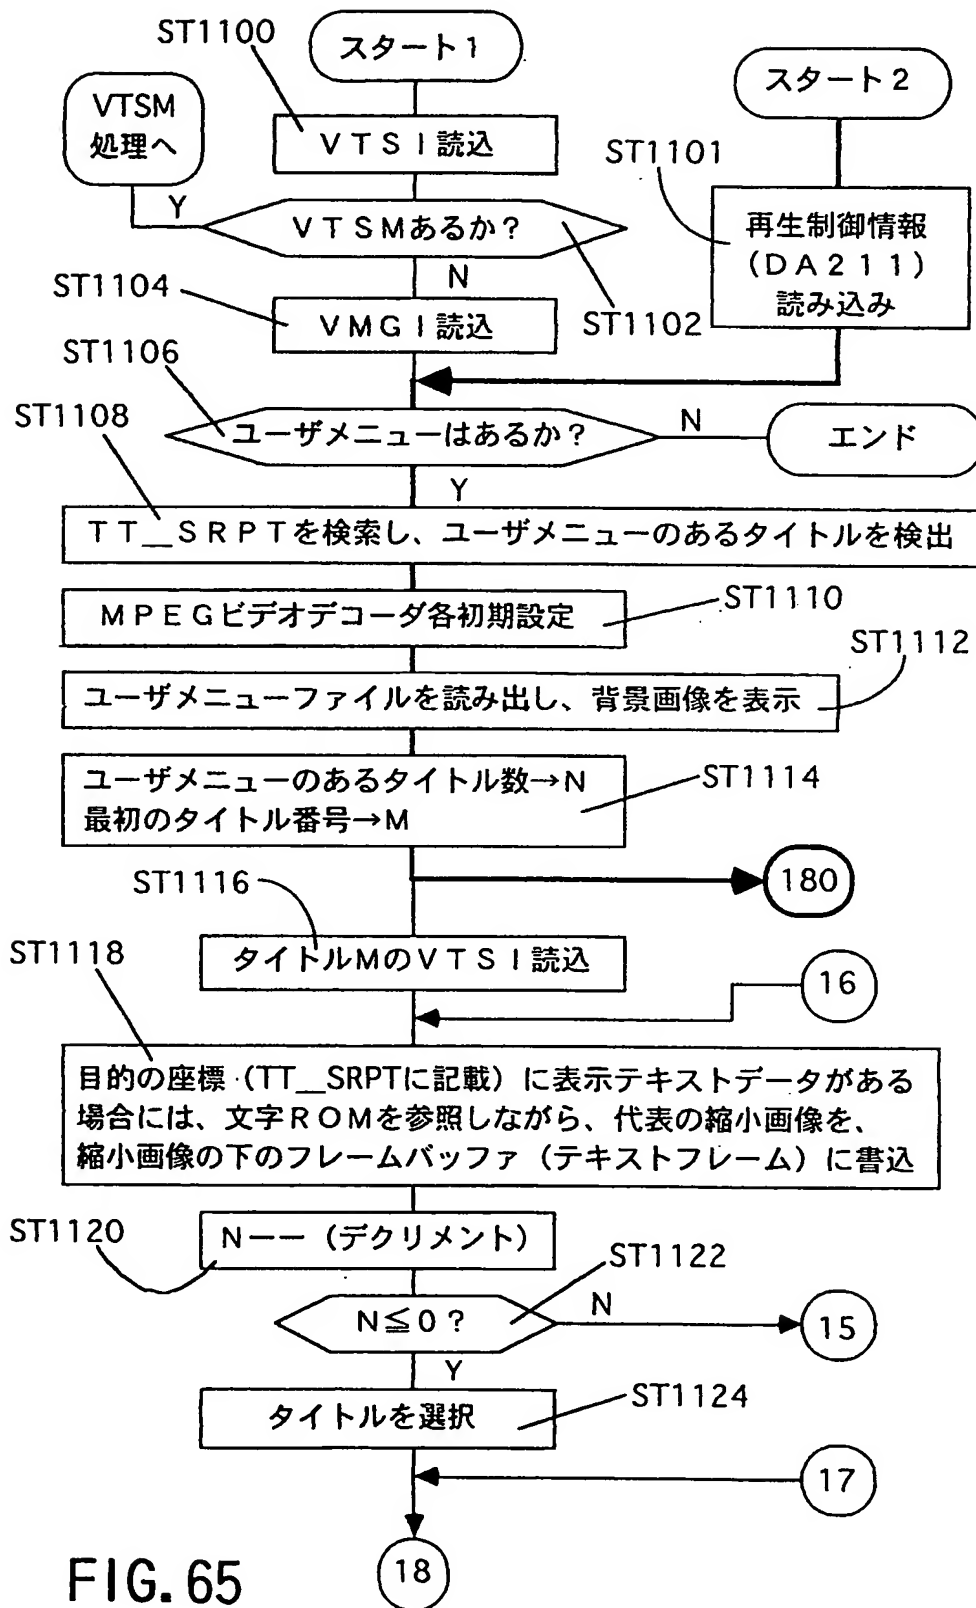 ST1100
スタート1
スタート2
VTSM
処理へ
VTSI読込
ST1101
Y
VTSMあるか？
再生制御情報
(DA211)
読み込み
N
ST1104
ST1102
VMGI読込
ST1106
ST1108
ユーザメニューはあるか？
N
エンド
Y
TT__SRPTを検索し、ユーザメニューのあるタイトルを検出
MPEGビデオデコーダ各初期設定
ST1110
ST1112
ユーザメニューファイルを読み出し、背景画像を表示
ユーザメニューのあるタイトル数→N
最初のタイトル番号→M
ST1114
ST1116
180
タイトルMのVTSI読込
ST1118
16
目的の座標（TT__SRPTに記載）に表示テキストデータがある
場合には、文字ROMを参照しながら、代表の縮小画像を、
縮小画像の下のフレームバッファ（テキストフレーム）に書込
ST1120
N−−（デクリメント）
ST1122
N≦0？
N
15
Y
タイトルを選択
ST1124
17
18
FIG. 65